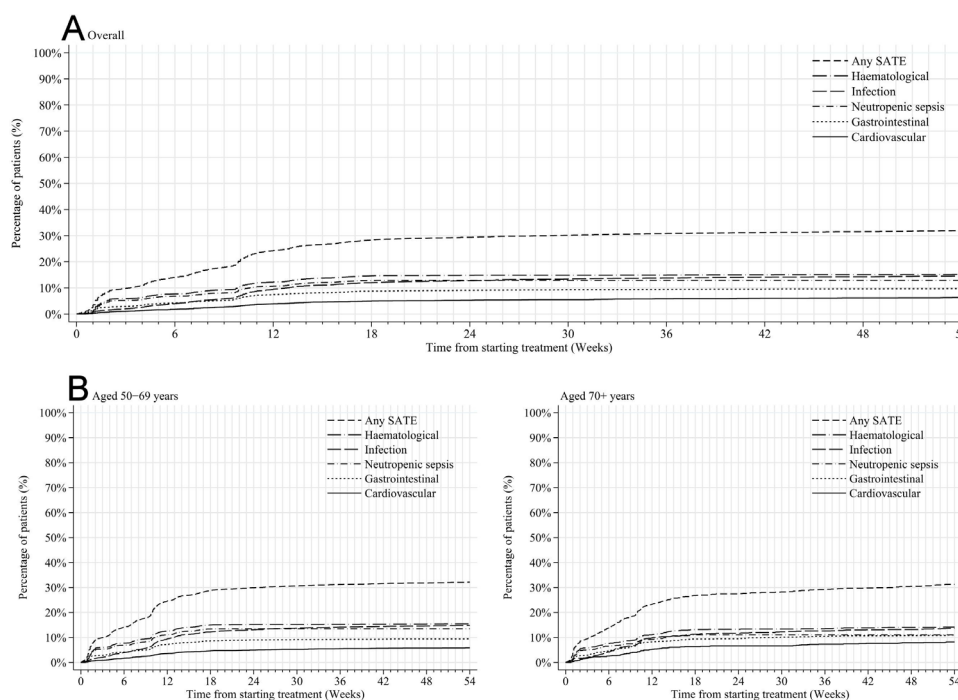 A Overall
100%
90%
80%
70%
60%
50%
40%
30%
20%
10%
0%
Percentage of patients (%)
Any SATE
Haematological
Infection
Neutropenic sepsis
Gastrointestinal
Cardiovascular
0 6 12 18 24 30 36 42 48 5
Time from starting treatment (Weeks)
B Aged 50−69 years
100%
90%
80%
70%
60%
50%
40%
30%
20%
10%
0%
Percentage of patients (%)
Any SATE
Haematological
Infection
Neutropenic sepsis
Gastrointestinal
Cardiovascular
0 6 12 18 24 30 36 42 48 54
Time from starting treatment (Weeks)
Aged 70+ years
100%
90%
80%
70%
60%
50%
40%
30%
20%
10%
0%
Percentage of patients (%)
Any SATE
Haematological
Infection
Neutropenic sepsis
Gastrointestinal
Cardiovascular
0 6 12 18 24 30 36 42 48 54
Time from starting treatment (Weeks)